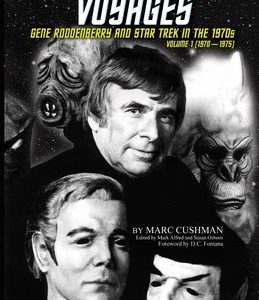 VOYAGES
GENE RODDENBERRY AND STAR TREK IN THE 1970s
VOLUME 1 (1970—1975)
BY MARC CUSHMAN
Edited by Mark Alfred and Susan Osborn
Foreword by D.C. Fontana